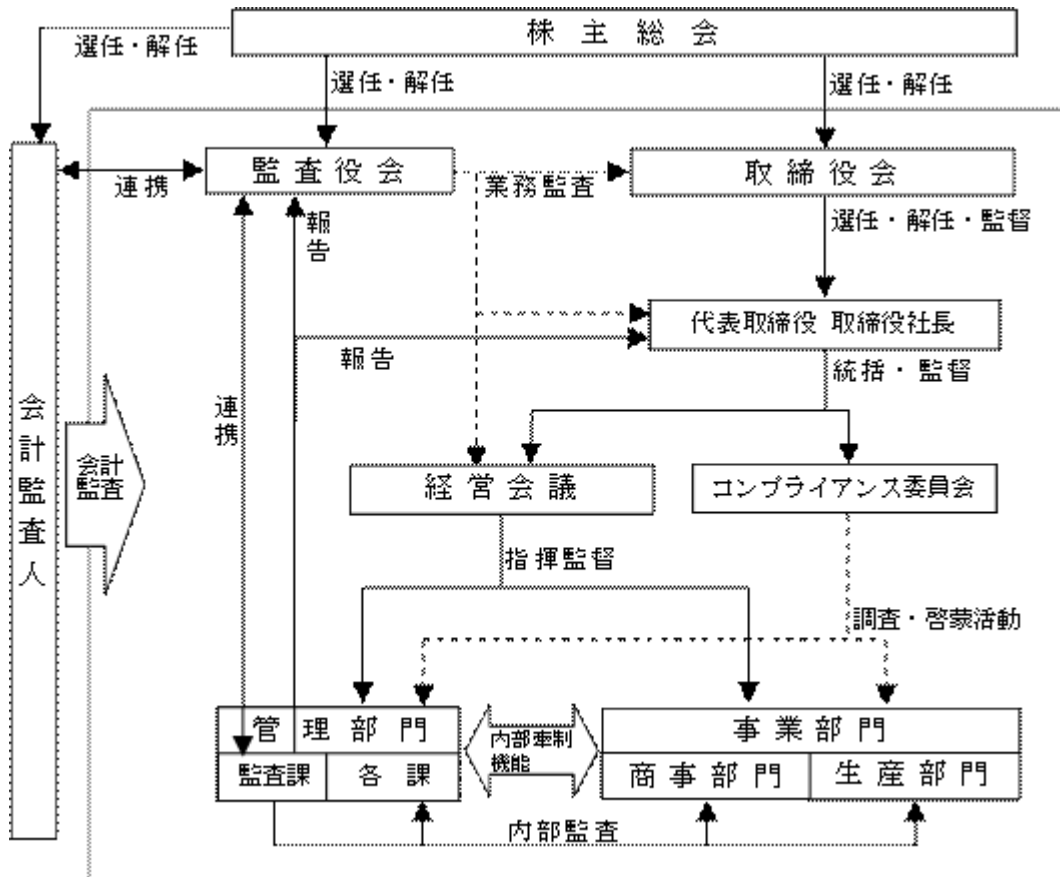 株主総会
選任・解任
選任・解任
選任・解任
監査役会
取締役会
連携
業務監査
報告
選任・解任・監督
代表取締役 取締役社長
報告
統括・監督
連携
会計監査人
会計
監査
経営会議
コンプライアンス委員会
指揮監督
調査・啓蒙活動
管理部門
内部牽制
機能
事業部門
監査課
各課
商事部門
生産部門
内部監査